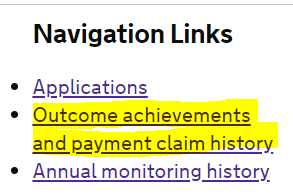 Navigation Links
Applications
Outcome achievements
and payment claim history
Annual monitoring history